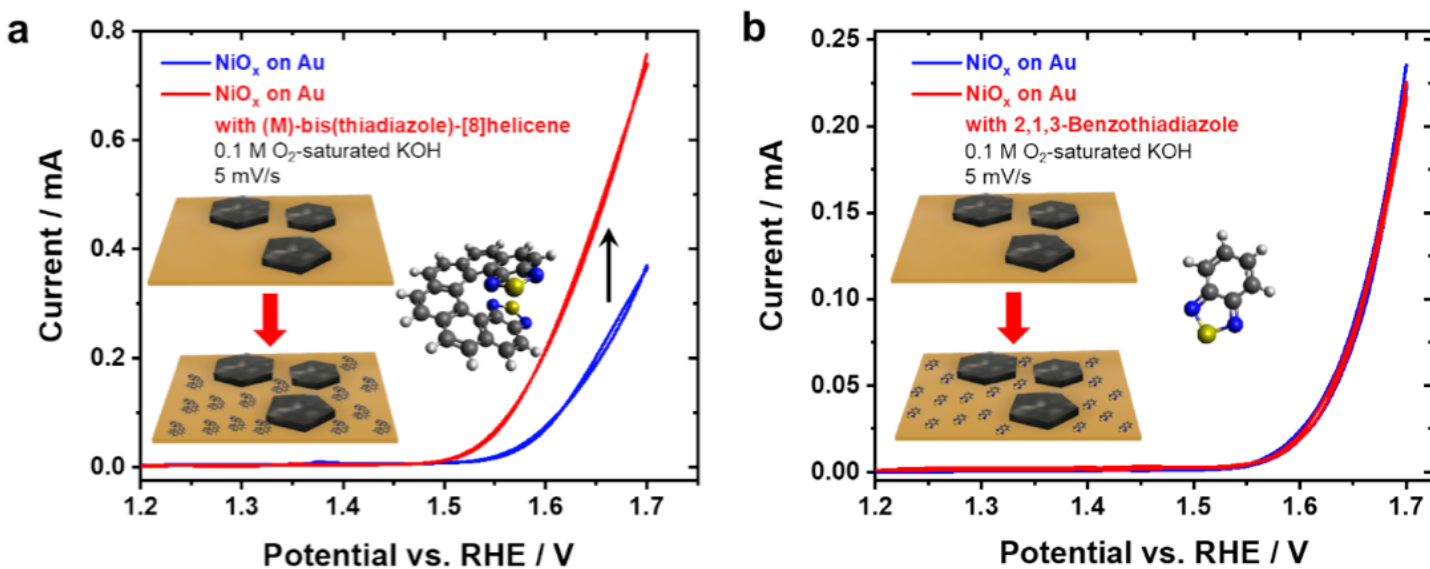 a
Current / mA
0.8
0.6
0.4
0.2
0.0
NiOₓ on Au
NiOₓ on Au
with (M)-bis(thiadiazole)-[8]helicene
0.1 M O₂-saturated KOH
5 mV/s
1.2 1.3 1.4 1.5 1.6 1.7
Potential vs. RHE / V
b
Current / mA
0.25
0.20
0.15
0.10
0.05
0.00
NiOₓ on Au
NiOₓ on Au
with 2,1,3-Benzothiadiazole
0.1 M O₂-saturated KOH
5 mV/s
1.2 1.3 1.4 1.5 1.6 1.7
Potential vs. RHE / V